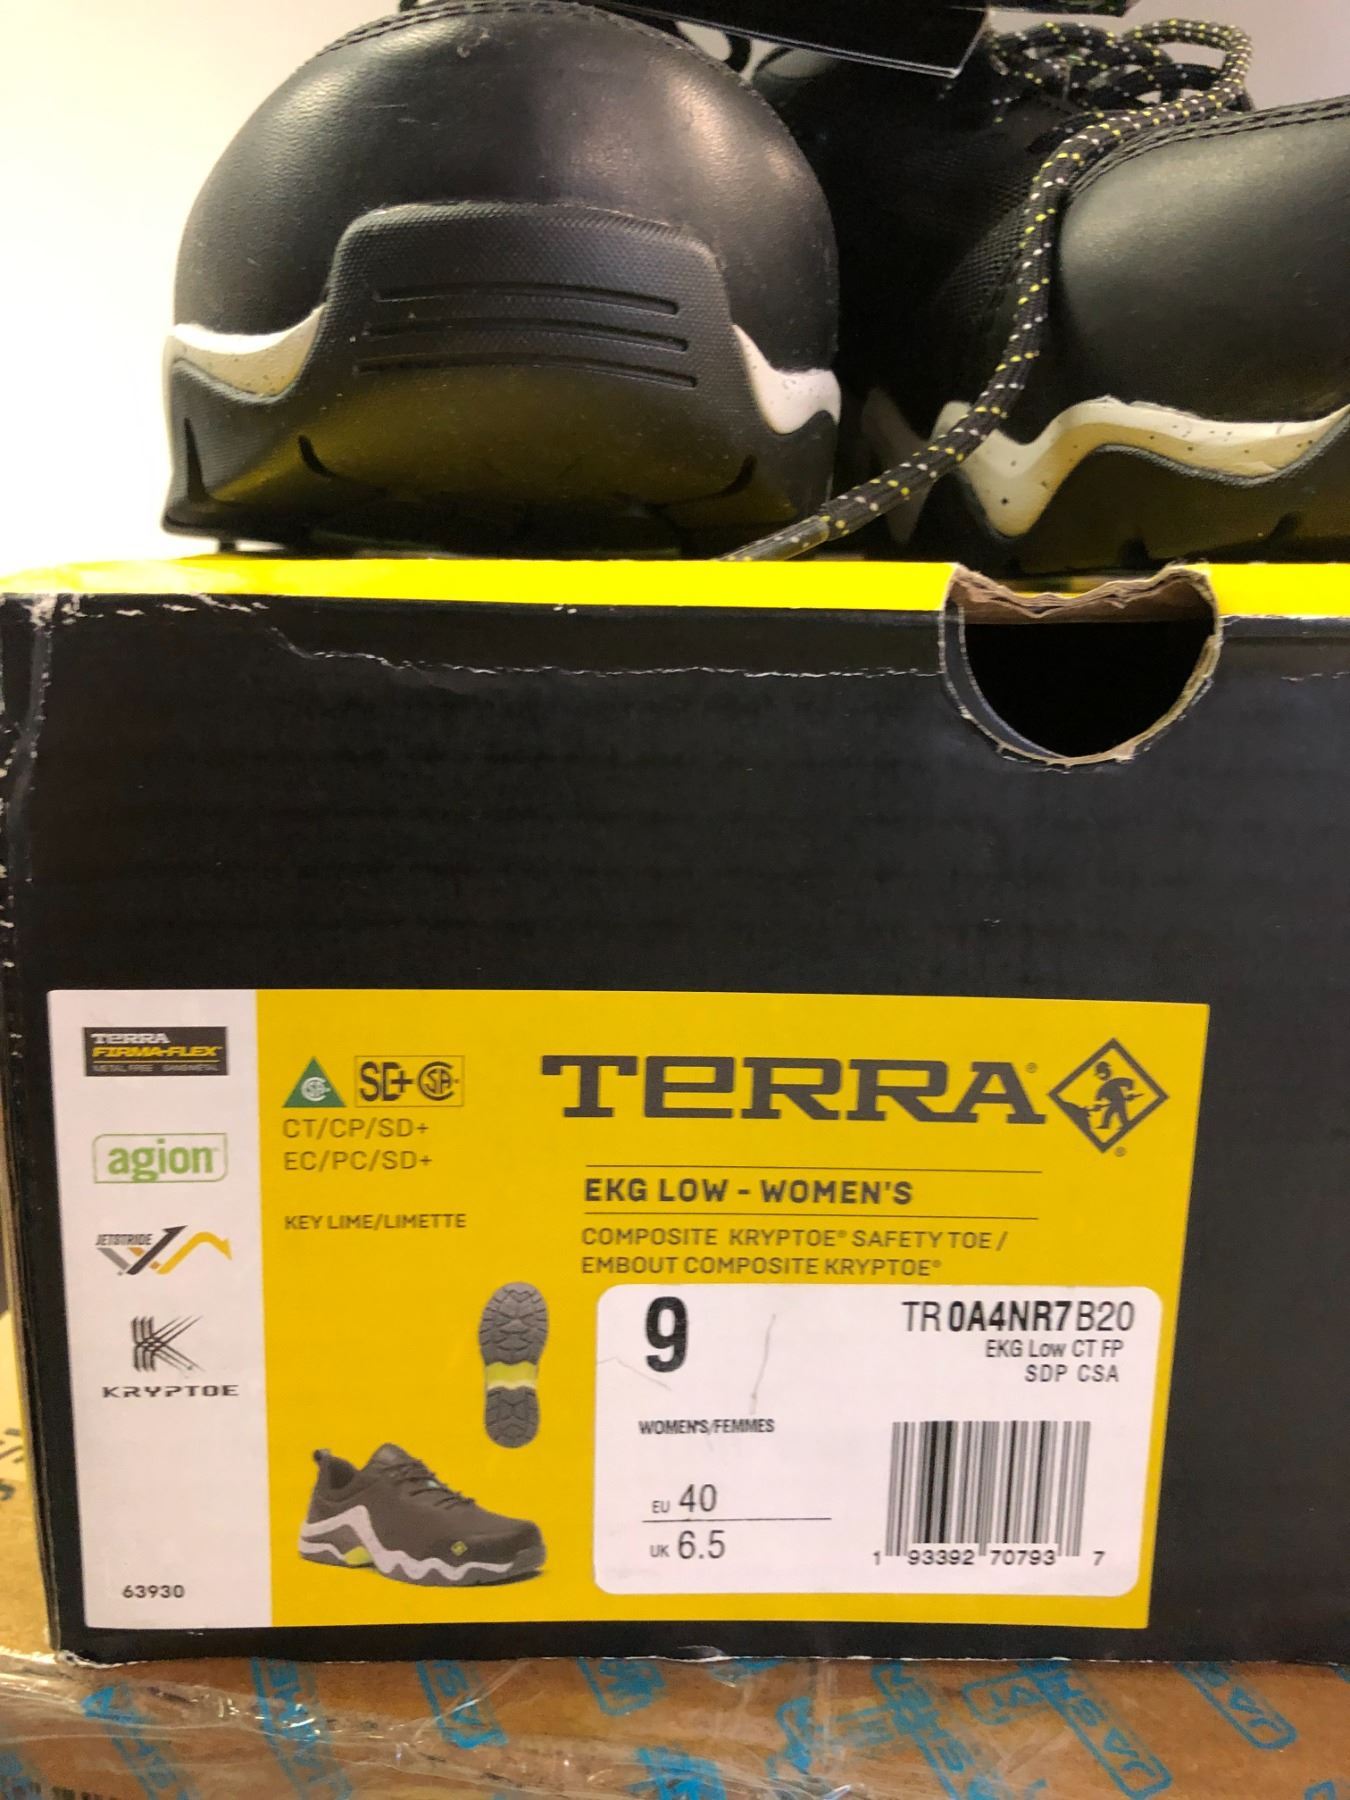 TERRA
FIRMA-FLEX
METAL FREE SANS METAL
agion
JETSTRIDE
KRYPTOE
63930
SD+ CSA
CT/CP/SD+
EC/PC/SD+
KEY LIME/LIMETTE
TERRA®
EKG LOW - WOMEN'S
COMPOSITE KRYPTOE® SAFETY TOE /
EMBOUT COMPOSITE KRYPTOE®
9
WOMEN'S/FEMMES
EU 40
UK 6.5
TR 0A4NR7 B20
EKG Low CT FP
SDP CSA
1 93392 70793 7